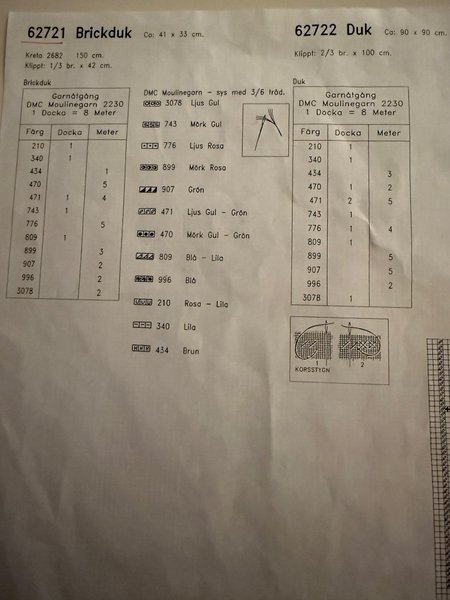 62721 Brickduk Ca: 41 x 33 cm.
Kreta 2682 150 cm.
Klippt: 1/3 br. x 42 cm.
Brickduk
Garnåtgång
DMC Moulinegarn 2230
1 Docka = 8 Meter
Färg Docka Meter
210 1
340 1
434 1
470 5
471 1 4
743 1
776 5
809 1
899 3
907 2
996 2
3078 2
DMC Moulinegarn - sys med 3/6 tråd.
3078 Ljus Gul
743 Mörk Gul
776 Ljus Rosa
899 Mörk Rosa
907 Grön
471 Ljus Gul - Grön
470 Mörk Gul - Grön
809 Blå - Lila
996 Blå
210 Rosa - Lila
340 Lila
434 Brun
62722 Duk Ca: 90 x 90 cm.
Klippt: 2/3 br. x 100 cm.
Duk
Garnåtgång
DMC Moulinegarn 2230
1 Docka = 8 Meter
Färg Docka Meter
210 1
340 1
434 3
470 1 2
471 2 5
743 1
776 1 4
809 1
899 5
907 5
996 2
3078 1
1 2
KORSSTYGN